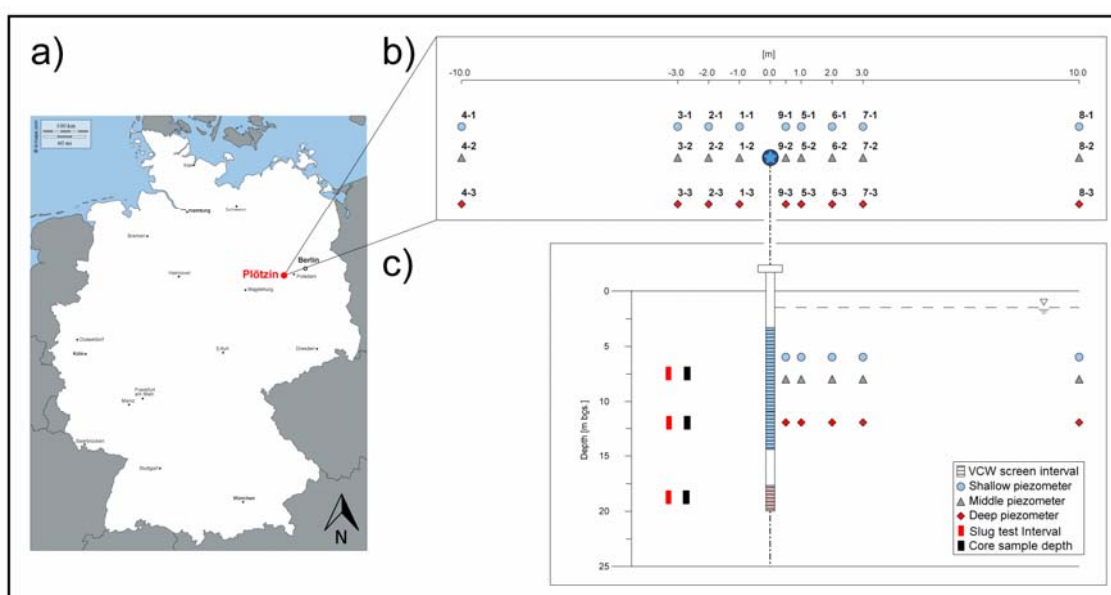 a)
b)
[m]
-10.0 -3.0 -2.0 -1.0 0.0 1.0 2.0 3.0 10.0
4-1 3-1 2-1 1-1 9-1 5-1 6-1 7-1 8-1
4-2 3-2 2-2 1-2 9-2 5-2 6-2 7-2 8-2
4-3 3-3 2-3 1-3 9-3 5-3 6-3 7-3 8-3
Kiel
Hamburg
Schwerin
Bremen
Berlin
Plötzin
Potsdam
Hannover
Magdeburg
Düsseldorf
Köln
Erfurt
Dresden
Frankfurt
am Main
Mainz
Saarbrücken
Stuttgart
München
N
c)
0
5
10
15
20
25
Depth [m bgs.]
VCW screen interval
Shallow piezometer
Middle piezometer
Deep piezometer
Slug test Interval
Core sample depth